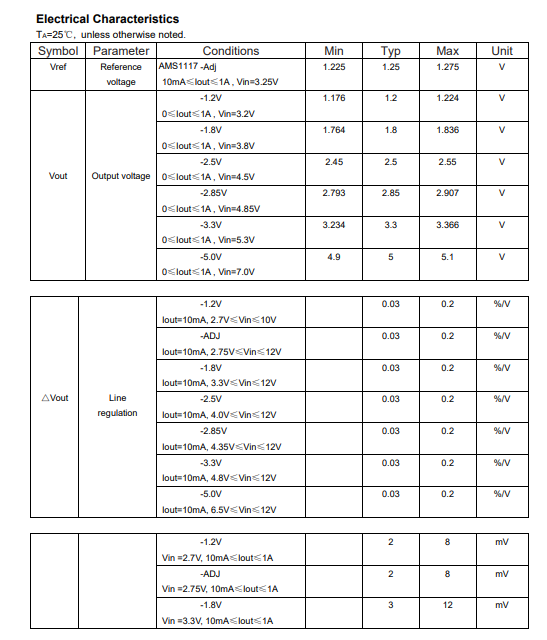 Electrical Characteristics
TA=25℃, unless otherwise noted.
Symbol Parameter Conditions Min Typ Max Unit
Vref Reference voltage AMS1117 -Adj 1.225 1.25 1.275 V
10mA≤Iout≤1A , Vin=3.25V
Vout Output voltage
-1.2V 1.176 1.2 1.224 V
0≤Iout≤1A , Vin=3.2V
-1.8V 1.764 1.8 1.836 V
0≤Iout≤1A , Vin=3.8V
-2.5V 2.45 2.5 2.55 V
0≤Iout≤1A , Vin=4.5V
-2.85V 2.793 2.85 2.907 V
0≤Iout≤1A , Vin=4.85V
-3.3V 3.234 3.3 3.366 V
0≤Iout≤1A , Vin=5.3V
-5.0V 4.9 5 5.1 V
0≤Iout≤1A , Vin=7.0V
△Vout Line regulation
-1.2V 0.03 0.2 %/V
Iout=10mA, 2.7V≤Vin≤10V
-ADJ 0.03 0.2 %/V
Iout=10mA, 2.75V≤Vin≤12V
-1.8V 0.03 0.2 %/V
Iout=10mA, 3.3V≤Vin≤12V
-2.5V 0.03 0.2 %/V
Iout=10mA, 4.0V≤Vin≤12V
-2.85V 0.03 0.2 %/V
Iout=10mA, 4.35V≤Vin≤12V
-3.3V 0.03 0.2 %/V
Iout=10mA, 4.8V≤Vin≤12V
-5.0V 0.03 0.2 %/V
Iout=10mA, 6.5V≤Vin≤12V
-1.2V 2 8 mV
Vin =2.7V, 10mA≤Iout≤1A
-ADJ 2 8 mV
Vin =2.75V, 10mA≤Iout≤1A
-1.8V 3 12 mV
Vin =3.3V, 10mA≤Iout≤1A